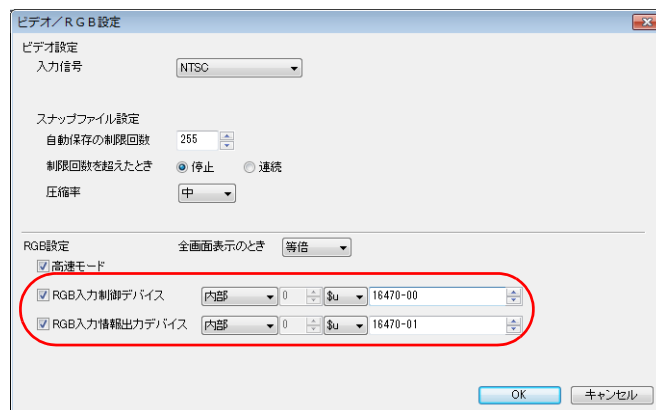 ビデオ／ＲＧＢ設定
ビデオ設定
入力信号 NTSC
スナップファイル設定
自動保存の制限回数 255
制限回数を超えたとき 停止 連続
圧縮率 中
RGB設定 全画面表示のとき 等倍
高速モード
RGB入力制御デバイス 内部 0 $u 16470-00
RGB入力情報出力デバイス 内部 0 $u 16470-01
OK キャンセル